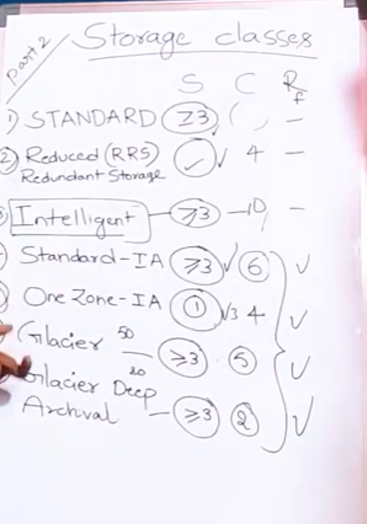 Part 2
Storage classes
S C Rf
1) STANDARD ≥3 ( ) —
2) Reduced (RRS) ✓ ✓ 4 —
Redundant Storage
Intelligent — ≥3 — 10 —
Standard-IA ≥3 ✓ 6 ✓
One Zone-IA 1 √3 4 ✓
Glacier 50 — ≥3 5 ✓
Glacier Deep 20
Archival — ≥3 2 ✓